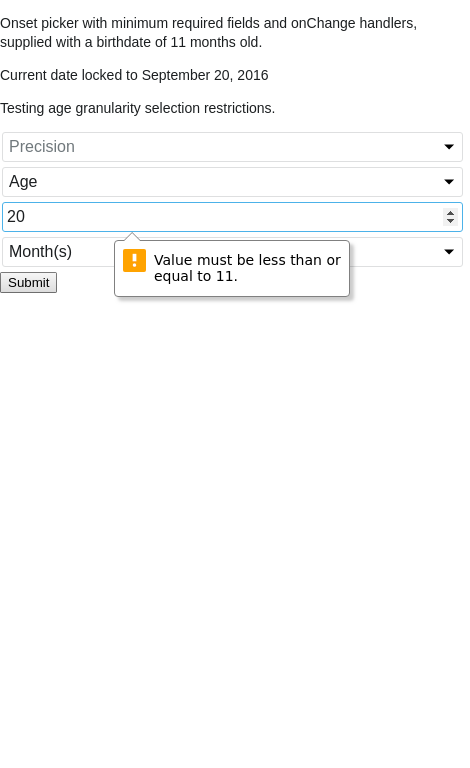 Onset picker with minimum required fields and onChange handlers,
supplied with a birthdate of 11 months old.
Current date locked to September 20, 2016
Testing age granularity selection restrictions.
Precision
Age
20
Month(s)
Value must be less than or
equal to 11.
Submit